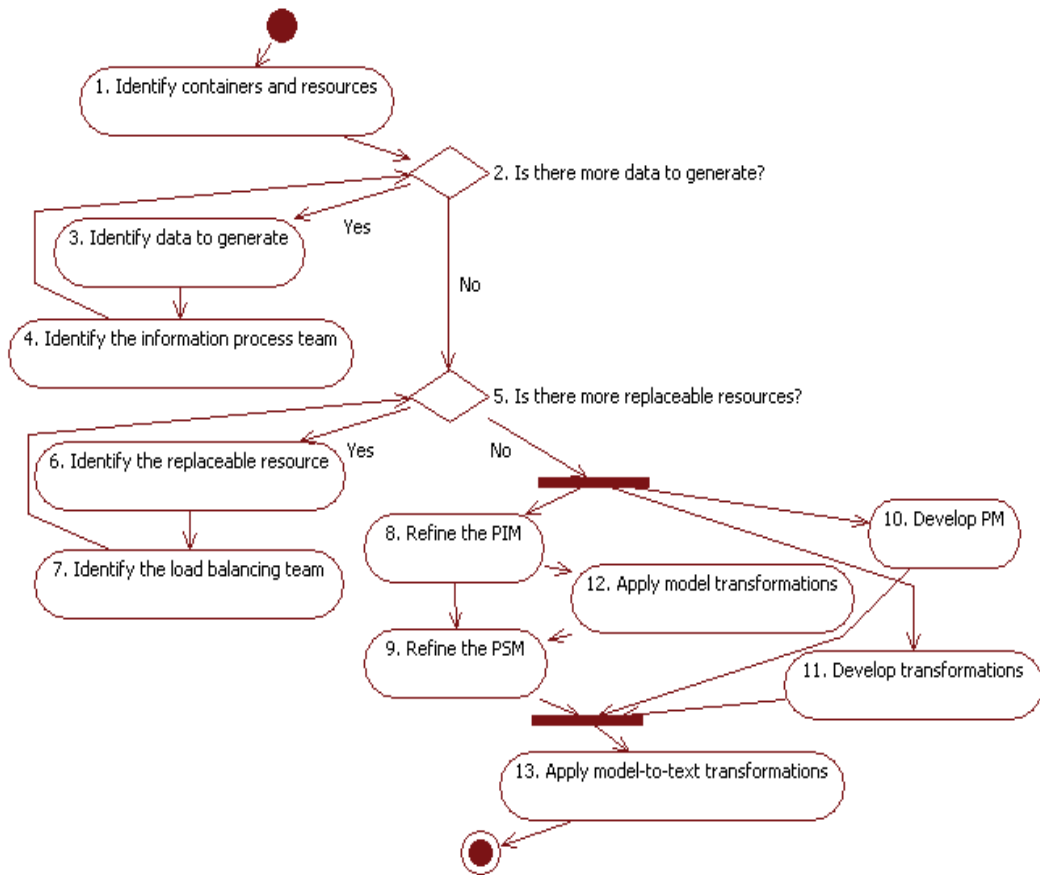 1. Identify containers and resources
2. Is there more data to generate?
Yes
3. Identify data to generate
No
4. Identify the information process team
5. Is there more replaceable resources?
Yes
No
6. Identify the replaceable resource
10. Develop PM
8. Refine the PIM
7. Identify the load balancing team
12. Apply model transformations
9. Refine the PSM
11. Develop transformations
13. Apply model-to-text transformations